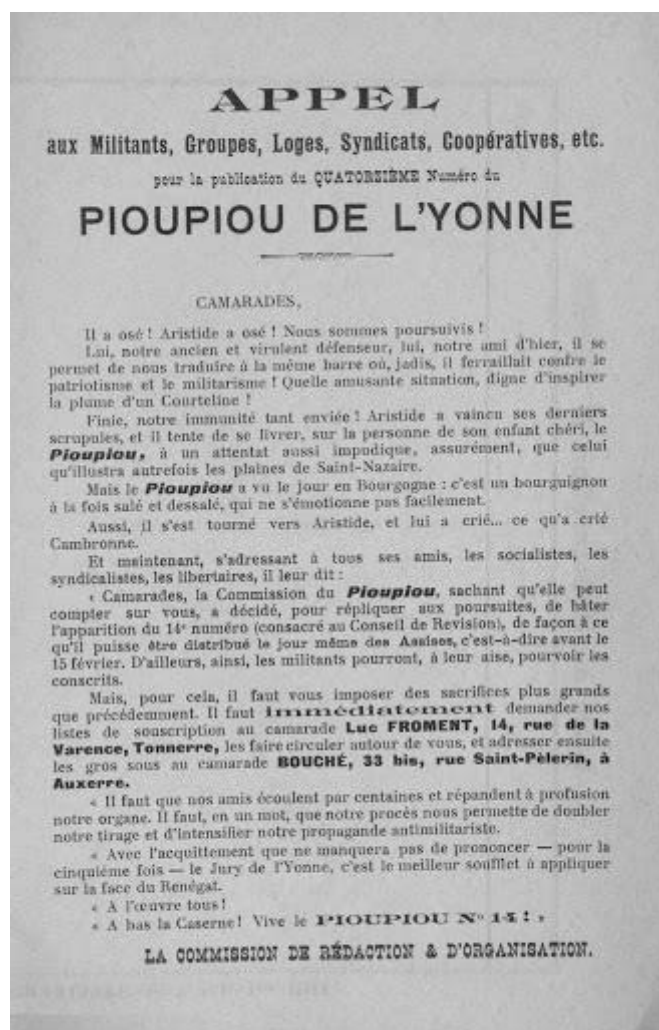 APPEL
aux Militants, Groupes, Loges, Syndicats, Coopératives, etc.
pour la publication du QUATORZIÈME Numéro du
PIOUPIOU DE L'YONNE
CAMARADES,
Il a osé ! Aristide a osé ! Nous sommes poursuivis !
Lui, notre ancien et virulent défenseur, lui, notre ami d'hier, il se
permet de nous traduire à la même barre où, jadis, il ferraillait contre le
patriotisme et le militarisme ! Quelle amusante situation, digne d'inspirer
la plume d'un Courteline !
Finie, notre immunité tant enviée ! Aristide a vaincu ses derniers
scrupules, et il tente de se livrer, sur la personne de son enfant chéri, le
Pioupiou, à un attentat aussi impudique, assurément, que celui
qu'illustra autrefois les plaines de Saint-Nazaire.
Mais le Pioupiou a vu le jour en Bourgogne : c'est un bourguignon
à la fois salé et dessalé, qui ne s'émotionne pas facilement.
Aussi, il s'est tourné vers Aristide, et lui a crié... ce qu'a crié
Cambronne.
Et maintenant, s'adressant à tous ses amis, les socialistes, les
syndicalistes, les libertaires, il leur dit :
« Camarades, la Commission du Pioupiou, sachant qu'elle peut
compter sur vous, a décidé, pour répliquer aux poursuites, de hâter
l'apparition du 14e numéro (consacré au Conseil de Revision), de façon à ce
qu'il puisse être distribué le jour même des Assises, c'est-à-dire avant le
15 février. D'ailleurs, ainsi, les militants pourront, à leur aise, pourvoir les
conscrits.
Mais, pour cela, il faut vous imposer des sacrifices plus grands
que précédemment. Il faut immédiatement demander nos
listes de souscription au camarade Luc FROMENT, 14, rue de la
Varence, Tonnerre, les faire circuler autour de vous, et adresser ensuite
les gros sous au camarade BOUCHÉ, 33 bis, rue Saint-Pèlerin, à
Auxerre.
« Il faut que nos amis écoulent par centaines et répandent à profusion
notre organe. Il faut, en un mot, que notre procès nous permette de doubler
notre tirage et d'intensifier notre propagande antimilitariste.
« Avec l'acquittement que ne manquera pas de prononcer — pour la
cinquième fois — le Jury de l'Yonne, c'est le meilleur soufflet à appliquer
sur la face du Renégat.
« A l'œuvre tous !
« A bas la Caserne ! Vive le PIOUPIOU No 14 ! »
LA COMMISSION DE RÉDACTION & D'ORGANISATION.